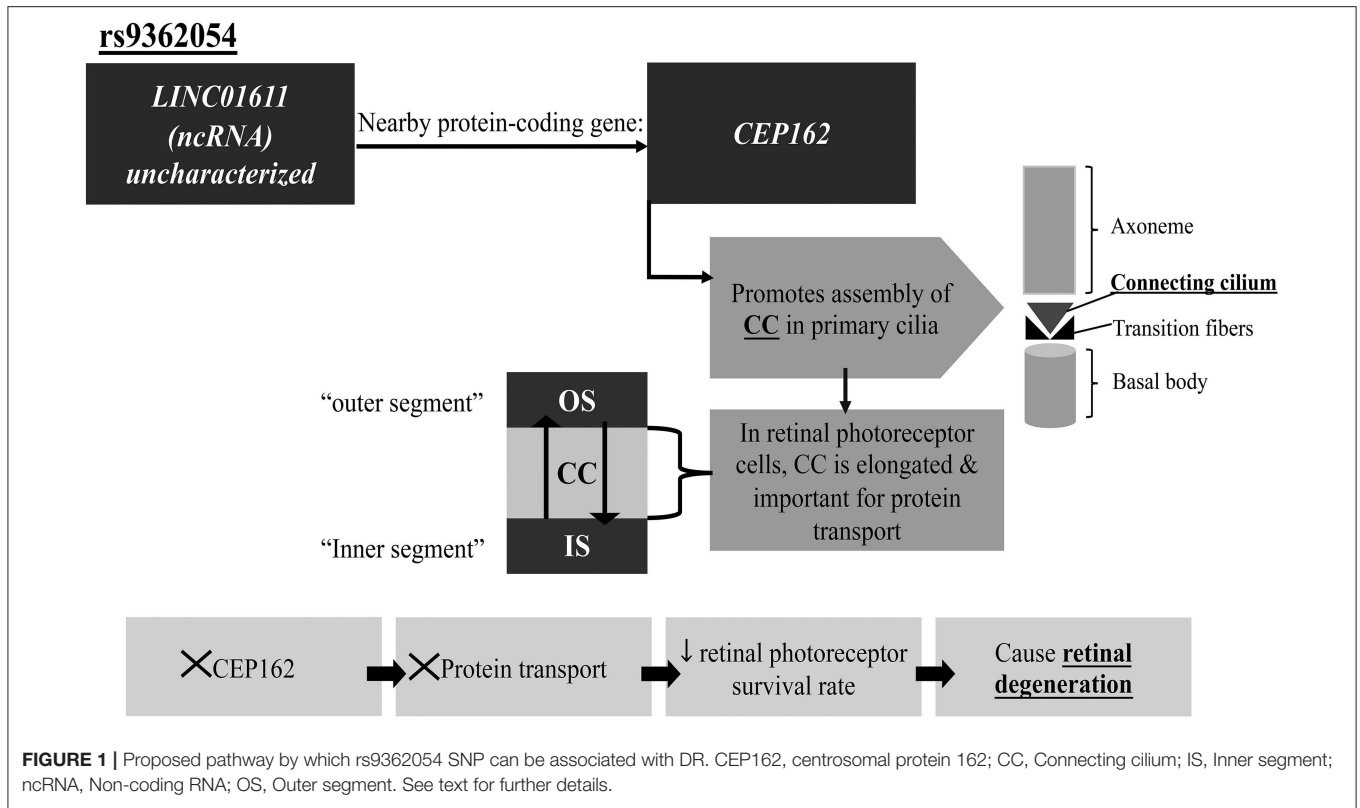 rs9362054
LINC01611
(ncRNA)
uncharacterized
Nearby protein-coding gene:
CEP162
Axoneme
Connecting cilium
Transition fibers
Basal body
Promotes assembly of
CC in primary cilia
"outer segment"
OS
CC
IS
"Inner segment"
In retinal photoreceptor
cells, CC is elongated &
important for protein
transport
CEP162
Protein transport
↓ retinal photoreceptor
survival rate
Cause retinal
degeneration
FIGURE 1 | Proposed pathway by which rs9362054 SNP can be associated with DR. CEP162, centrosomal protein 162; CC, Connecting cilium; IS, Inner segment;
ncRNA, Non-coding RNA; OS, Outer segment. See text for further details.